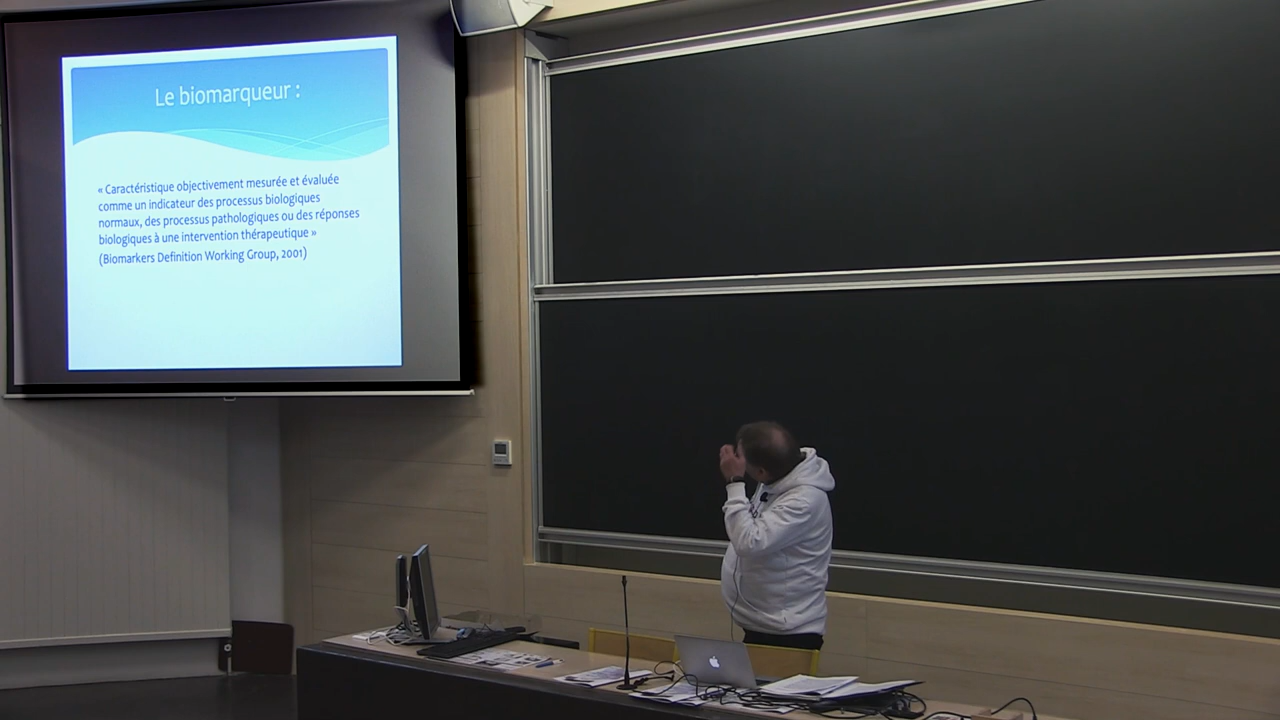 Le biomarqueur :
« Caractéristique objectivement mesurée et évaluée
comme un indicateur des processus biologiques
normaux, des processus pathologiques ou des réponses
biologiques à une intervention thérapeutique »
(Biomarkers Definition Working Group, 2001)